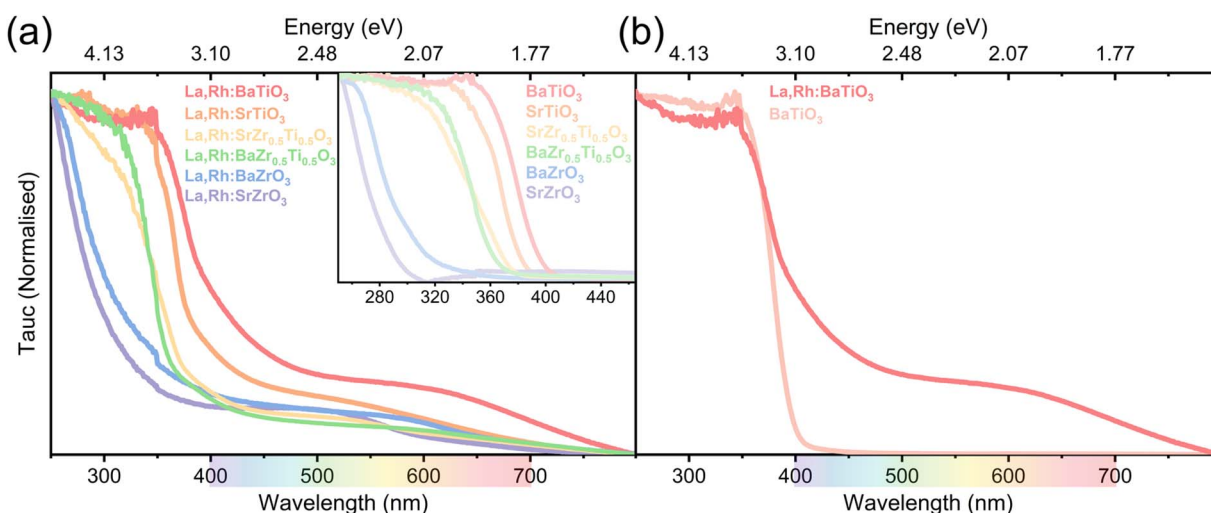 (a)
Energy (eV)
4.13 3.10 2.48 2.07 1.77
La,Rh:BaTiO₃
La,Rh:SrTiO₃
La,Rh:SrZr₀.₅Ti₀.₅O₃
La,Rh:BaZr₀.₅Ti₀.₅O₃
La,Rh:BaZrO₃
La,Rh:SrZrO₃
BaTiO₃
SrTiO₃
SrZr₀.₅Ti₀.₅O₃
BaZr₀.₅Ti₀.₅O₃
BaZrO₃
SrZrO₃
280 320 360 400 440
Tauc (Normalised)
300 400 500 600 700
Wavelength (nm)
(b)
Energy (eV)
4.13 3.10 2.48 2.07 1.77
La,Rh:BaTiO₃
BaTiO₃
300 400 500 600 700
Wavelength (nm)